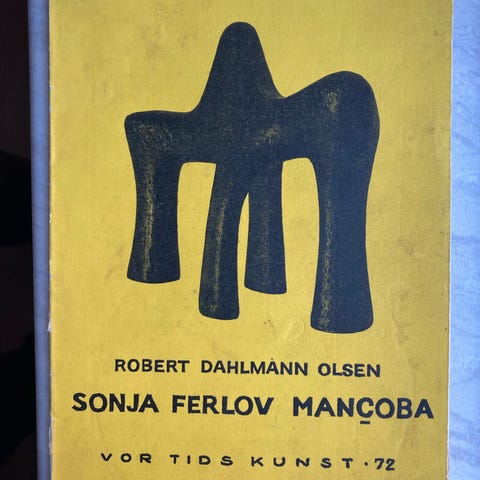 ROBERT DAHLMANN OLSEN
SONJA FERLOV MANÇOBA
VOR TIDS KUNST · 72